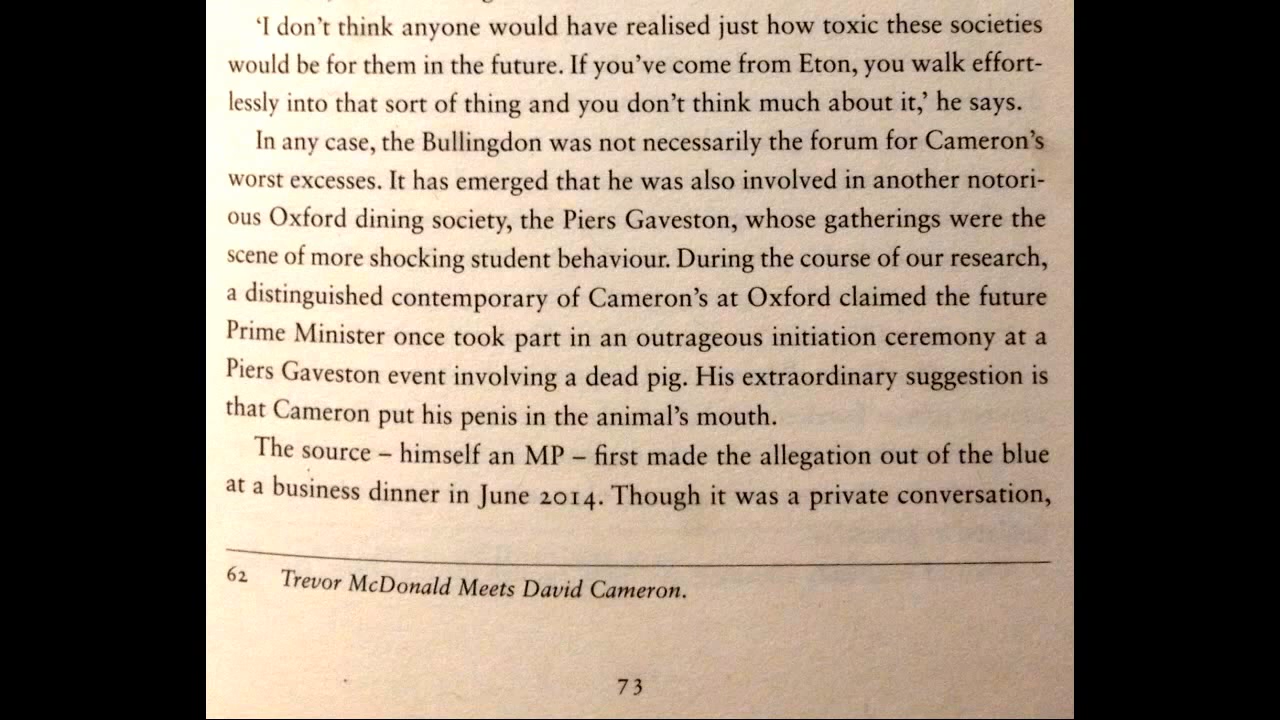 'I don't think anyone would have realised just how toxic these societies
would be for them in the future. If you've come from Eton, you walk effort-
lessly into that sort of thing and you don't think much about it,' he says.
In any case, the Bullingdon was not necessarily the forum for Cameron's
worst excesses. It has emerged that he was also involved in another notori-
ous Oxford dining society, the Piers Gaveston, whose gatherings were the
scene of more shocking student behaviour. During the course of our research,
a distinguished contemporary of Cameron's at Oxford claimed the future
Prime Minister once took part in an outrageous initiation ceremony at a
Piers Gaveston event involving a dead pig. His extraordinary suggestion is
that Cameron put his penis in the animal's mouth.
The source – himself an MP – first made the allegation out of the blue
at a business dinner in June 2014. Though it was a private conversation,
62 Trevor McDonald Meets David Cameron.
73